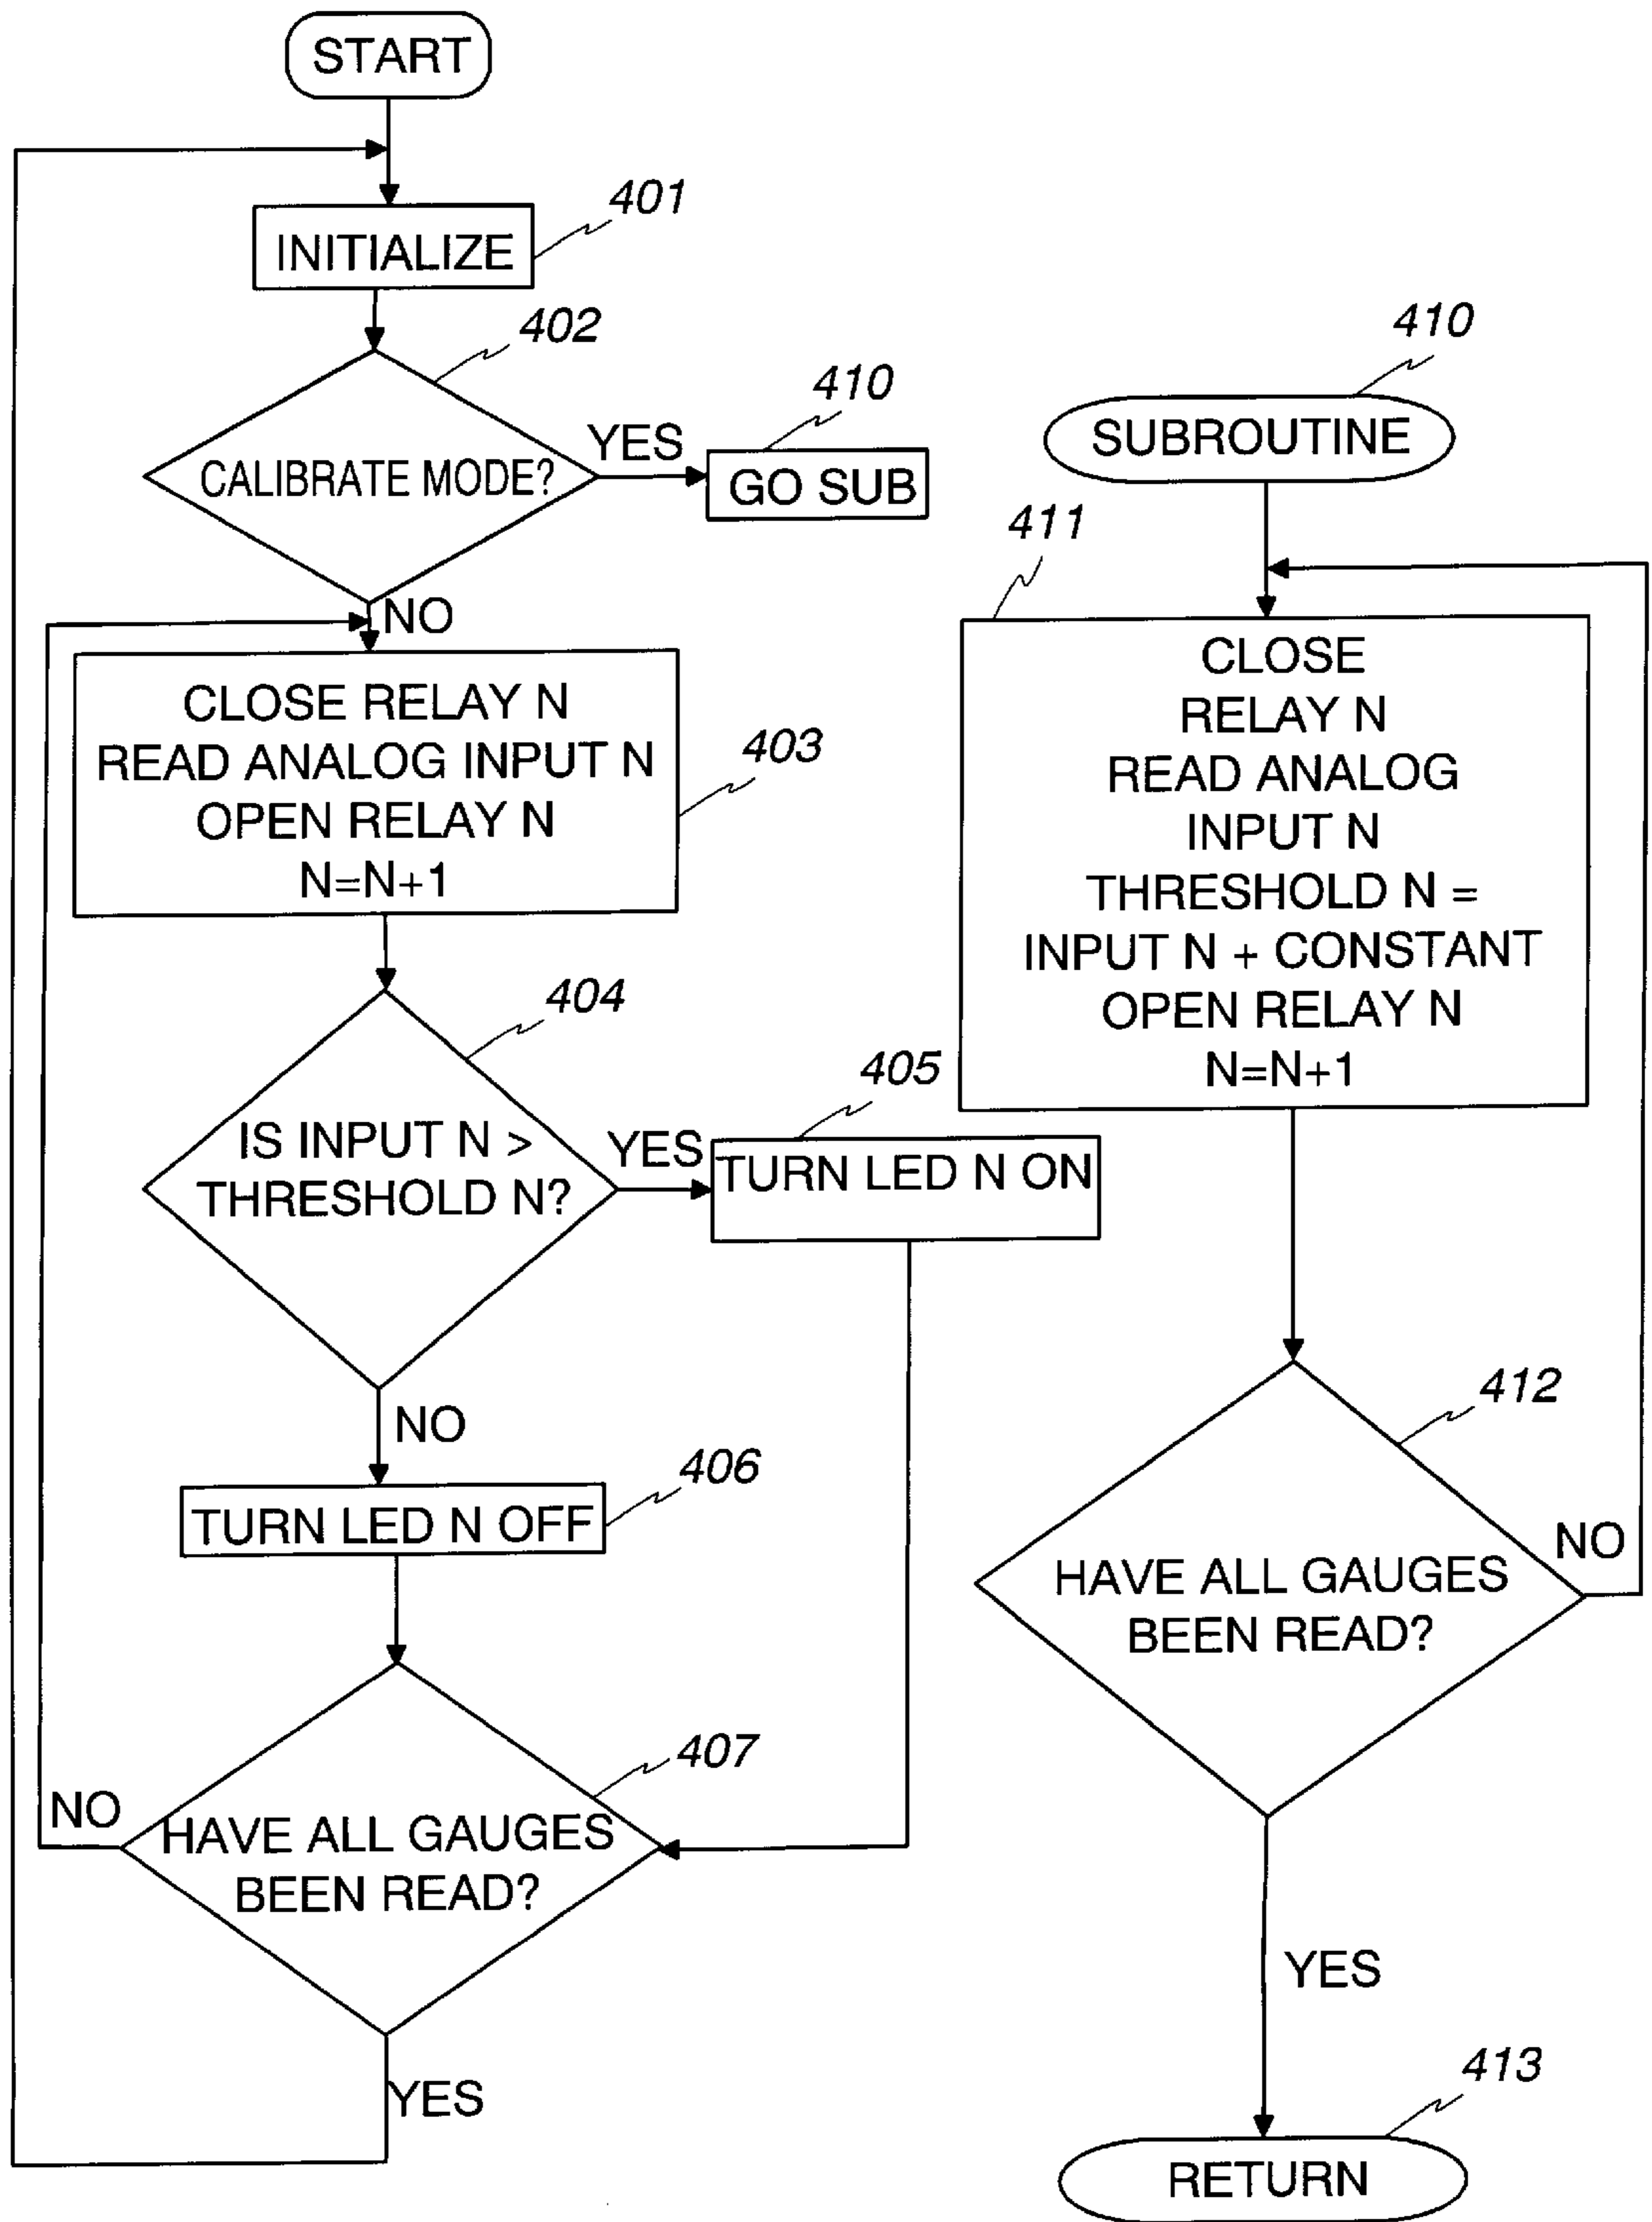 START
401
INITIALIZE
402
CALIBRATE MODE?
YES
410
GO SUB
NO
CLOSE RELAY N
READ ANALOG INPUT N
OPEN RELAY N
N=N+1
403
404
IS INPUT N >
THRESHOLD N?
YES
405
TURN LED N ON
NO
406
TURN LED N OFF
407
NO
HAVE ALL GAUGES
BEEN READ?
YES
410
SUBROUTINE
411
CLOSE
RELAY N
READ ANALOG
INPUT N
THRESHOLD N =
INPUT N + CONSTANT
OPEN RELAY N
N=N+1
412
HAVE ALL GAUGES
BEEN READ?
NO
YES
413
RETURN